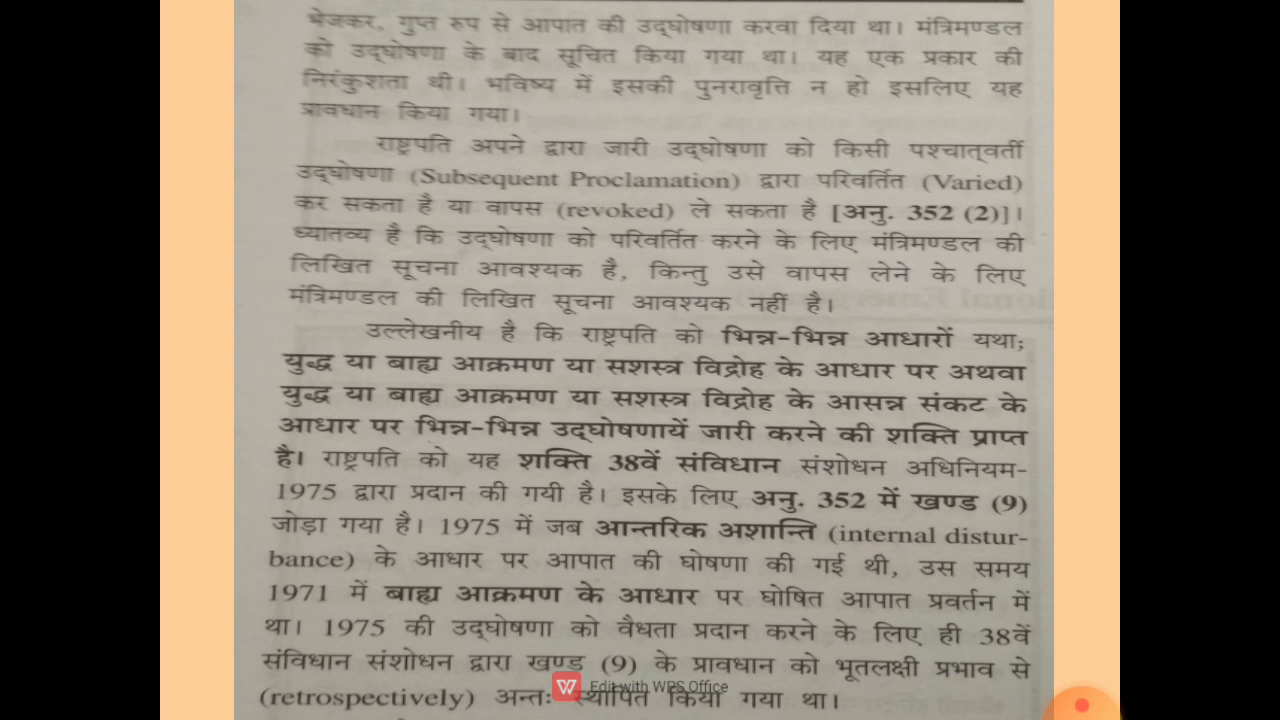 भेजकर, गुप्त रूप से आपात की उद्घोषणा करवा दिया था। मंत्रिमण्डल
को उद्घोषणा के बाद सूचित किया गया था। यह एक प्रकार की
निरंकुशता थी। भविष्य में इसकी पुनरावृत्ति न हो इसलिए यह
प्रावधान किया गया।
राष्ट्रपति अपने द्वारा जारी उद्घोषणा को किसी पश्चात्वर्ती
उद्घोषणा (Subsequent Proclamation) द्वारा परिवर्तित (Varied)
कर सकता है या वापस (revoked) ले सकता है [अनु. 352 (2)]।
ध्यातव्य है कि उद्घोषणा को परिवर्तित करने के लिए मंत्रिमण्डल की
लिखित सूचना आवश्यक है, किन्तु उसे वापस लेने के लिए
मंत्रिमण्डल की लिखित सूचना आवश्यक नहीं है।
उल्लेखनीय है कि राष्ट्रपति को भिन्न-भिन्न आधारों यथा;
युद्ध या बाह्य आक्रमण या सशस्त्र विद्रोह के आधार पर अथवा
युद्ध या बाह्य आक्रमण या सशस्त्र विद्रोह के आसन्न संकट के
आधार पर भिन्न-भिन्न उद्घोषणायें जारी करने की शक्ति प्राप्त
है। राष्ट्रपति को यह शक्ति 38वें संविधान संशोधन अधिनियम-
1975 द्वारा प्रदान की गयी है। इसके लिए अनु. 352 में खण्ड (9)
जोड़ा गया है। 1975 में जब आन्तरिक अशान्ति (internal distur-
bance) के आधार पर आपात की घोषणा की गई थी, उस समय
1971 में बाह्य आक्रमण के आधार पर घोषित आपात प्रवर्तन में
था। 1975 की उद्घोषणा को वैधता प्रदान करने के लिए ही 38वें
संविधान संशोधन द्वारा खण्ड (9) के प्रावधान को भूतलक्षी प्रभाव से
(retrospectively) अन्तः स्थापित किया गया था।
Edit with WPS Office